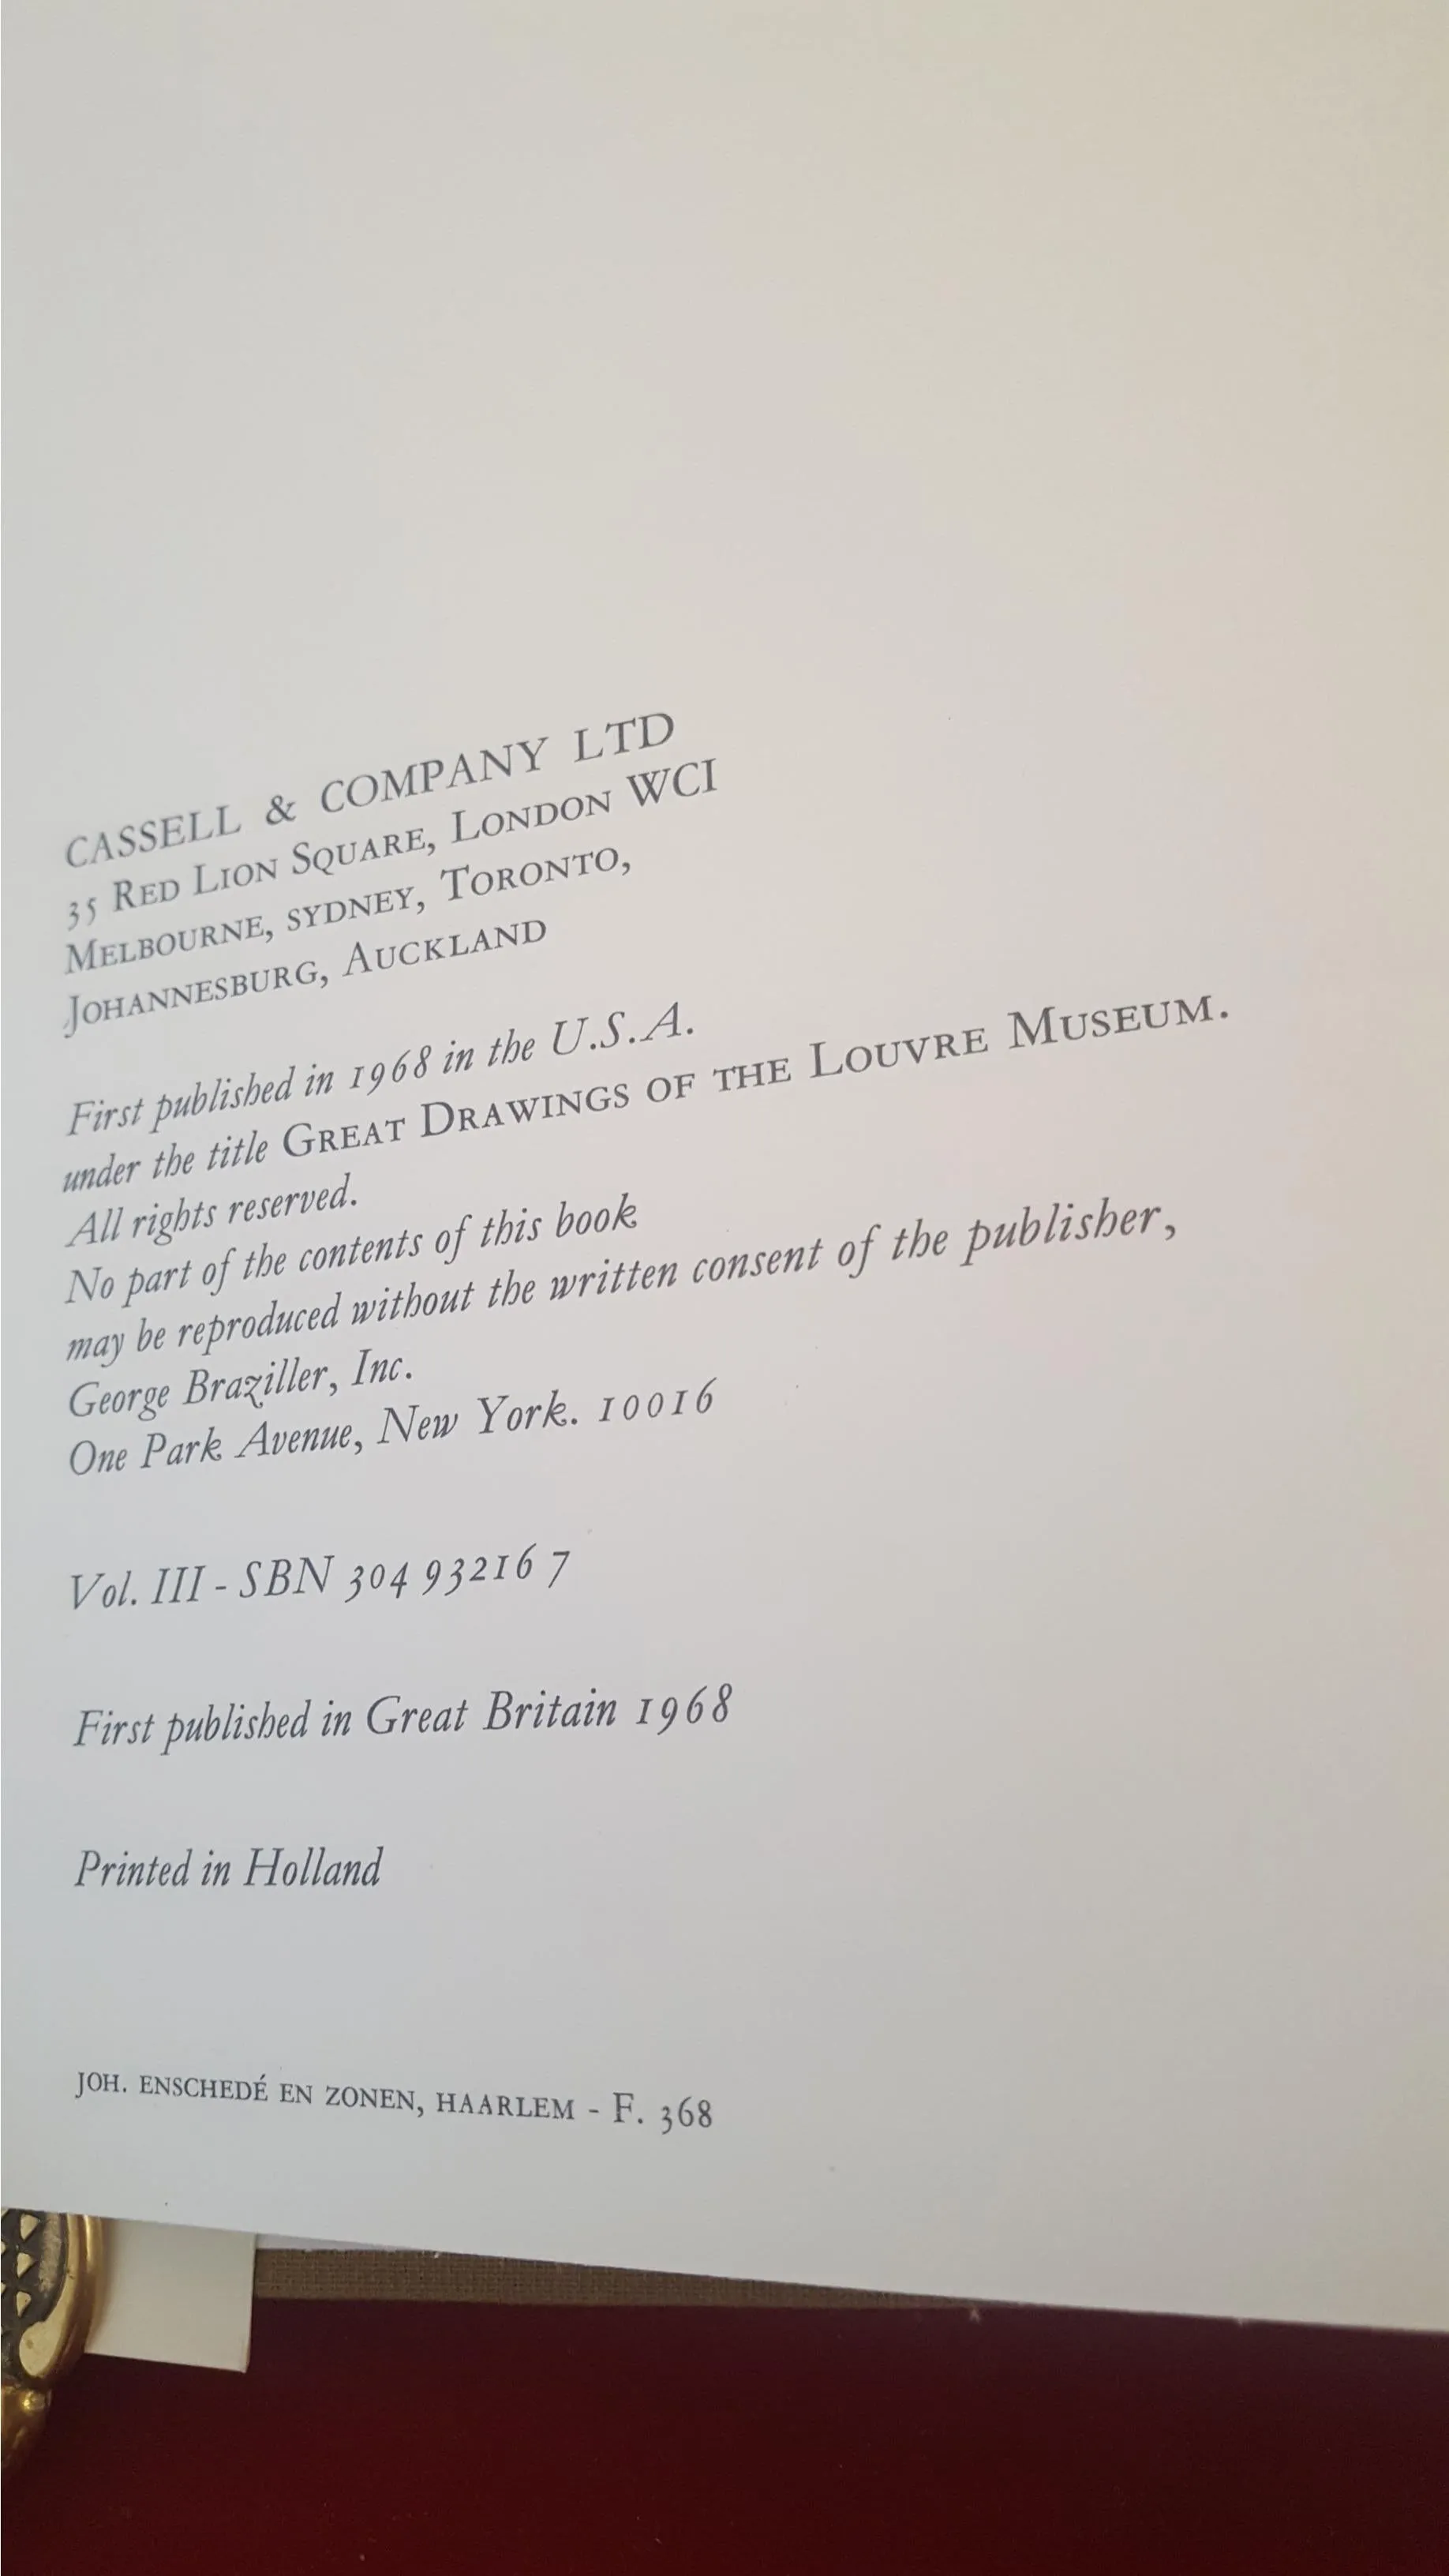 CASSELL & COMPANY LTD
35 RED LION SQUARE, LONDON WCI
MELBOURNE, SYDNEY, TORONTO,
JOHANNESBURG, AUCKLAND
First published in 1968 in the U.S.A.
under the title GREAT DRAWINGS OF THE LOUVRE MUSEUM.
All rights reserved.
No part of the contents of this book
may be reproduced without the written consent of the publisher,
George Braziller, Inc.
One Park Avenue, New York. 10016
Vol. III - SBN 304 93216 7
First published in Great Britain 1968
Printed in Holland
JOH. ENSCHEDÉ EN ZONEN, HAARLEM - F. 368